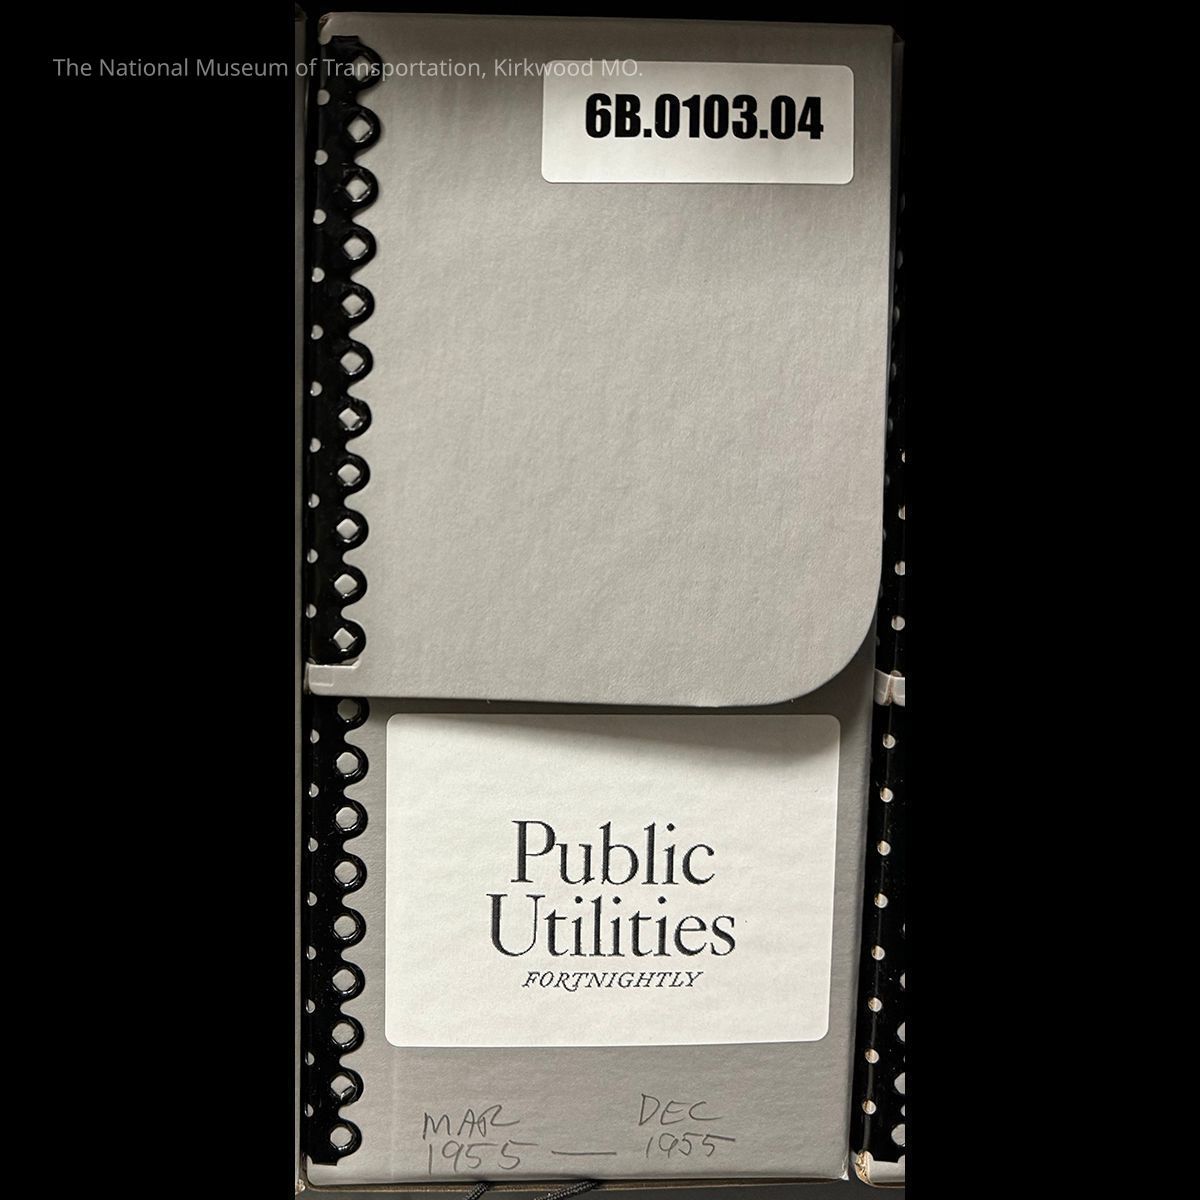 The National Museum of Transportation, Kirkwood MO.
6B.0103.04
Public
Utilities
FORTNIGHTLY
MAR DEC
1955 — 1955